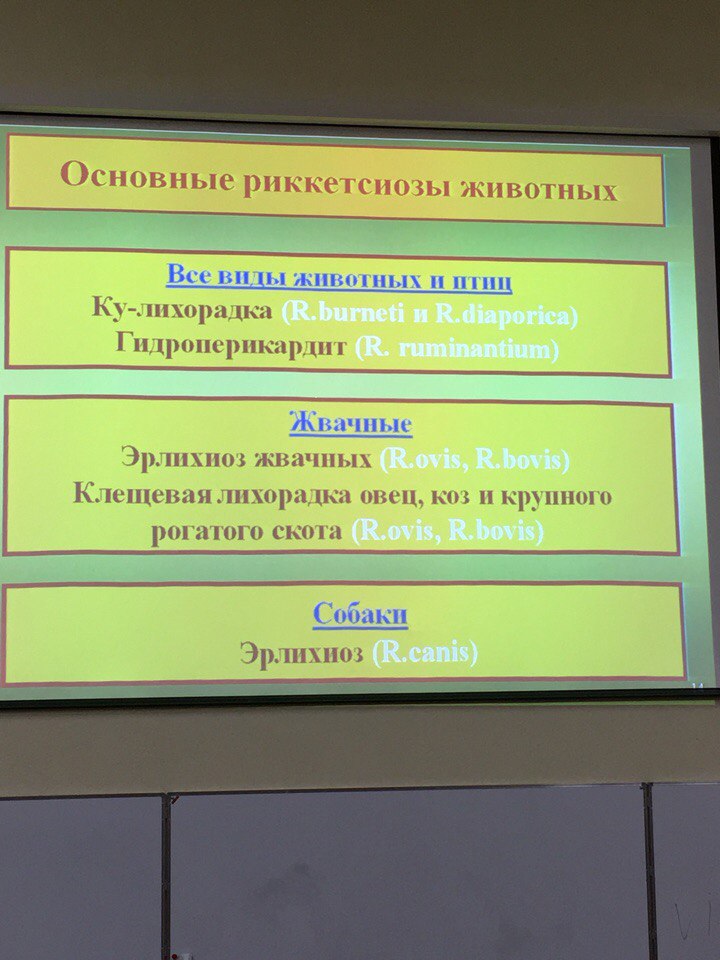 Основные риккетсиозы животных
Все виды животных и птиц
Ку-лихорадка (R.burneti и R.diaporica)
Гидроперикардит (R. ruminantium)
Жвачные
Эрлихиоз жвачных (R.ovis, R.bovis)
Клещевая лихорадка овец, коз и крупного
рогатого скота (R.ovis, R.bovis)
Собаки
Эрлихиоз (R.canis)
14